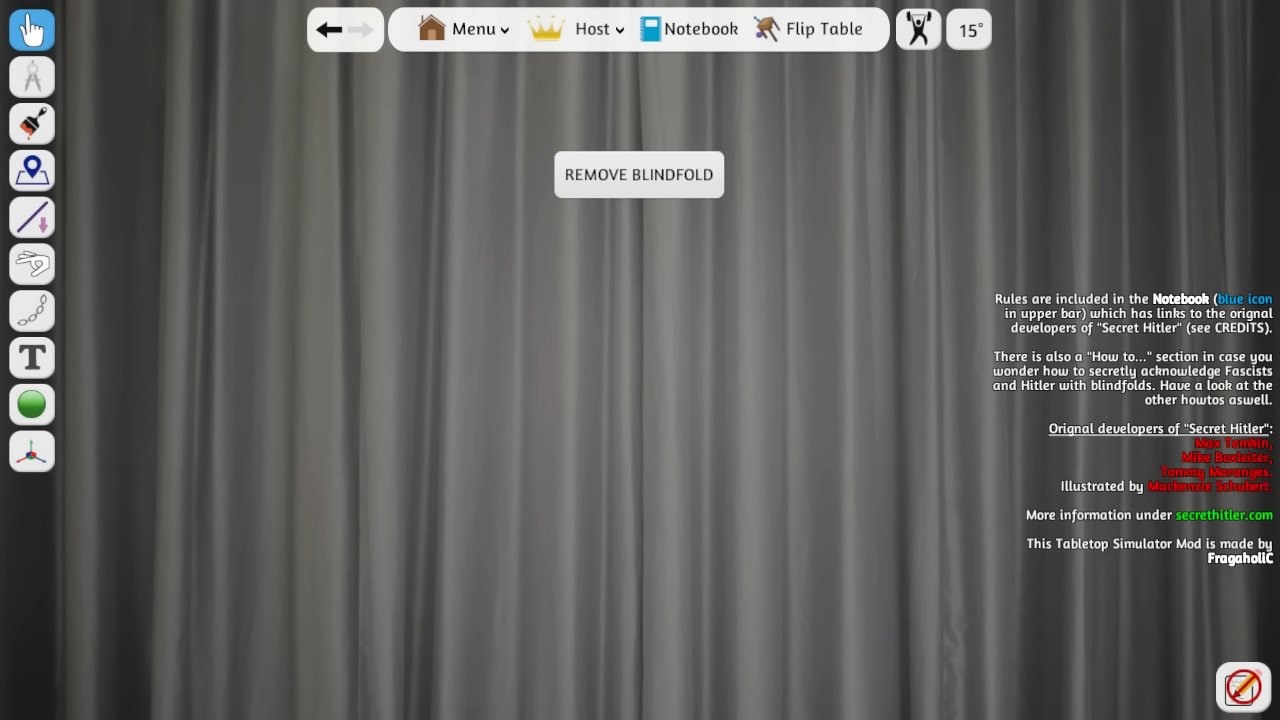 Menu
Host
Notebook
Flip Table
15°
REMOVE BLINDFOLD
Rules are included in the Notebook (blue icon
in upper bar) which has links to the orignal
developers of "Secret Hitler" (see CREDITS).
There is also a "How to..." section in case you
wonder how to secretly acknowledge Fascists
and Hitler with blindfolds. Have a look at the
other howtos aswell.
Orignal developers of "Secret Hitler":
Max Temkin,
Mike Boxleiter,
Tommy Maranges.
Illustrated by Mackenzie Schubert.
More information under secrethitler.com
This Tabletop Simulator Mod is made by
FragaholiC
T